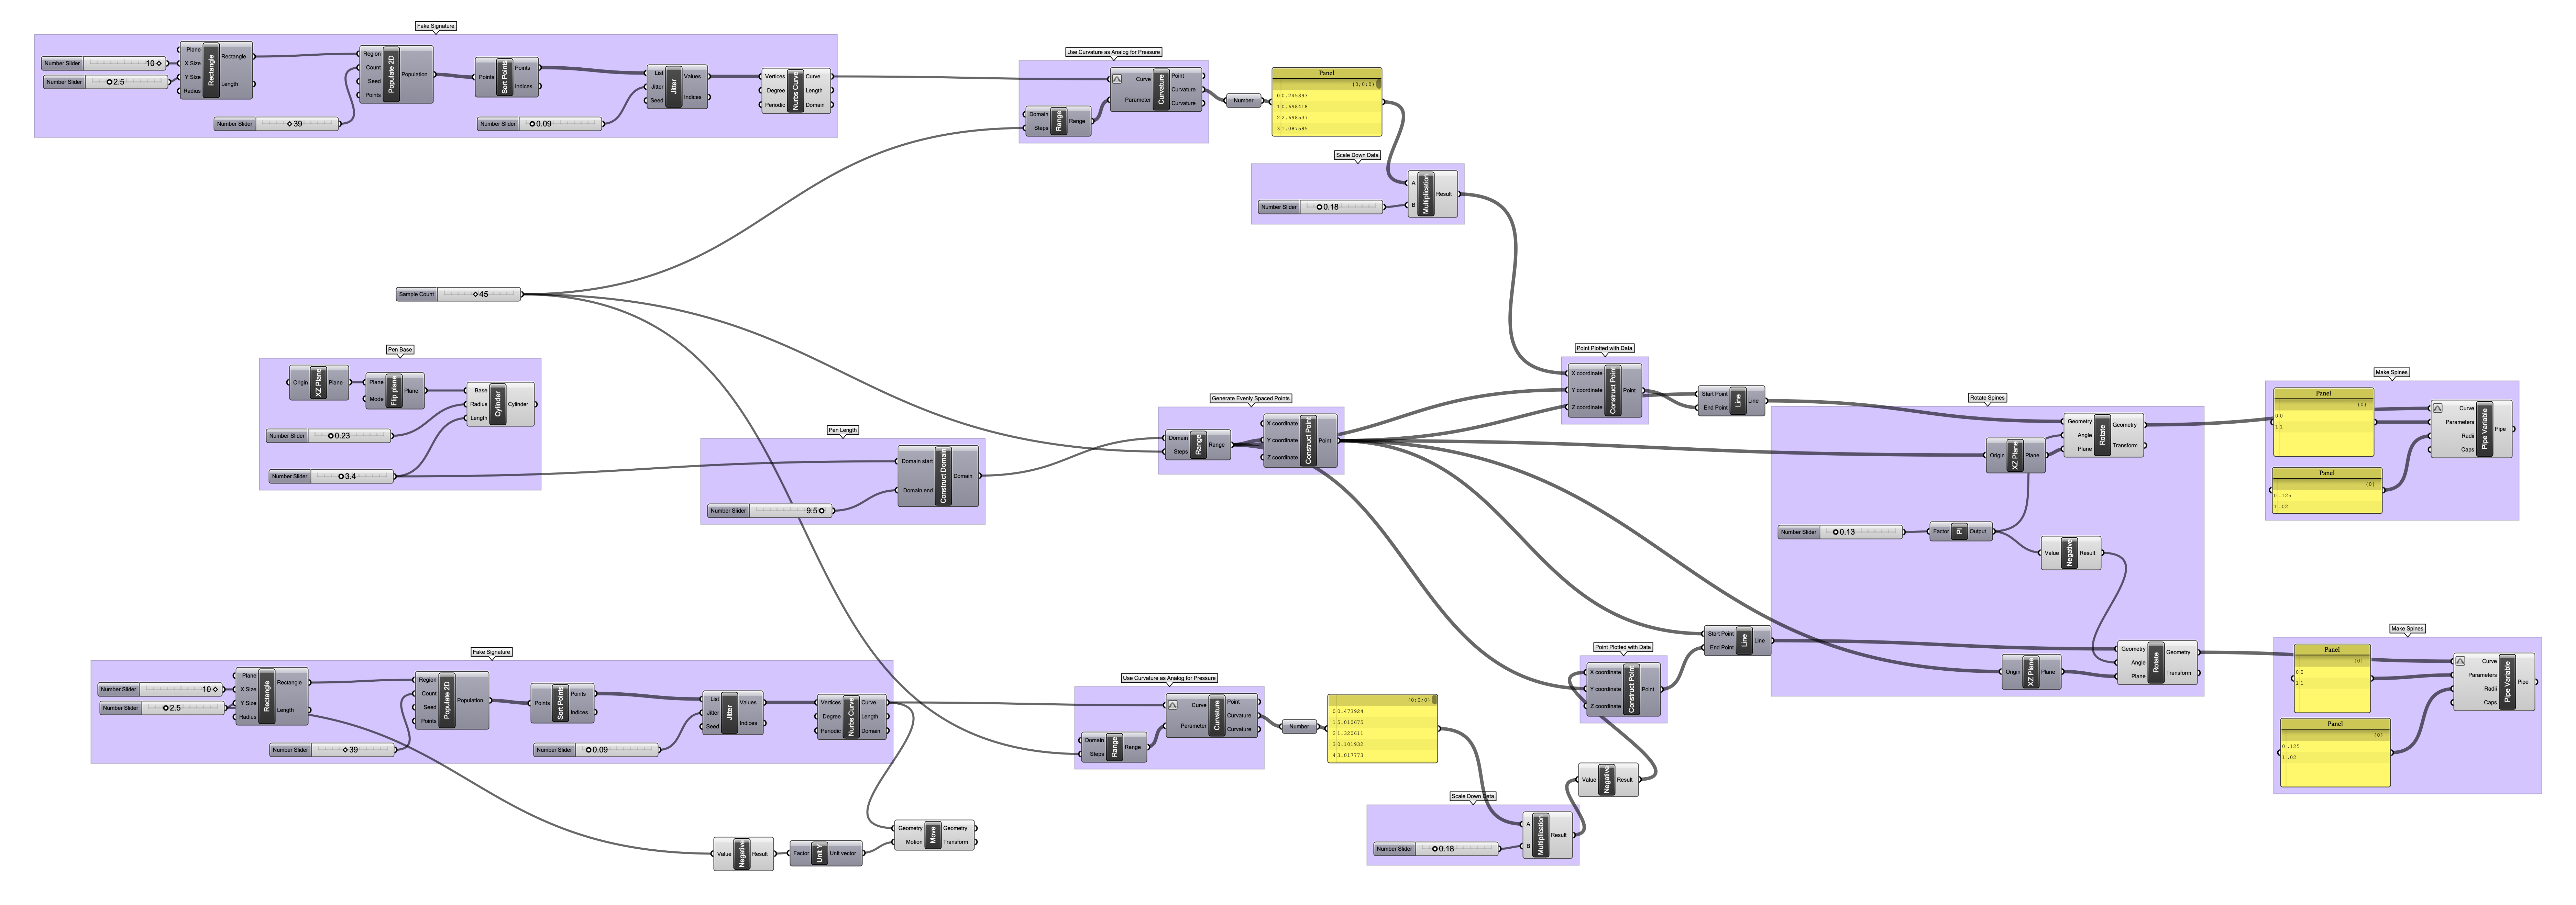 Fake Signature
Number Slider 10
Number Slider 2.5
Plane
X Size
Y Size
Radius
Rectangle
Rectangle
Length
Number Slider 39
Region
Count
Seed
Points
Populate 2D
Population
Points
Sort Points
Points
Indices
Number Slider 0.09
List
Jitter
Seed
Jitter
Values
Indices
Vertices
Degree
Periodic
Nurbs Curve
Curve
Length
Domain
Use Curvature as Analog for Pressure
Domain
Steps
Range
Range
Curve
Parameter
Curvature
Point
Curvature
Curvature
Number
Panel
{0;0;0}
0 0.245893
1 0.698418
2 2.698537
3 1.087585
Scale Down Data
Number Slider 0.18
A
B
Multiplication
Result
Sample Count 45
Pen Base
Origin
XZ Plane
Plane
Plane
Mode
Flip plane
Plane
Base
Radius
Length
Cylinder
Cylinder
Number Slider 0.23
Number Slider 3.4
Pen Length
Number Slider 9.5
Domain start
Domain end
Construct Domain
Domain
Generate Evenly Spaced Points
Domain
Steps
Range
Range
X coordinate
Y coordinate
Z coordinate
Construct Point
Point
Point Plotted with Data
X coordinate
Y coordinate
Z coordinate
Construct Point
Point
Start Point
End Point
Line
Line
Rotate Spines
Origin
XZ Plane
Plane
Geometry
Angle
Plane
Rotate
Geometry
Transform
Number Slider 0.13
Factor
Pi
Output
Value
Negative
Result
Make Spines
Panel
{0}
0 0
1 1
Panel
{0}
0 .125
1 .02
Curve
Parameters
Radii
Caps
Pipe Variable
Pipe
Fake Signature
Number Slider 10
Number Slider 2.5
Plane
X Size
Y Size
Radius
Rectangle
Rectangle
Length
Number Slider 39
Region
Count
Seed
Points
Populate 2D
Population
Points
Sort Points
Points
Indices
Number Slider 0.09
List
Jitter
Seed
Jitter
Values
Indices
Vertices
Degree
Periodic
Nurbs Curve
Curve
Length
Domain
Value
Negative
Result
Factor
Unit Y
Unit vector
Geometry
Motion
Move
Geometry
Transform
Use Curvature as Analog for Pressure
Domain
Steps
Range
Range
Curve
Parameter
Curvature
Point
Curvature
Curvature
Number
Panel
{0;0;0}
0 0.473924
1 5.010675
2 1.320611
3 0.101932
4 3.017773
Scale Down Data
Number Slider 0.18
A
B
Multiplication
Result
Value
Negative
Result
Point Plotted with Data
X coordinate
Y coordinate
Z coordinate
Construct Point
Point
Start Point
End Point
Line
Line
Origin
XZ Plane
Plane
Geometry
Angle
Plane
Rotate
Geometry
Transform
Make Spines
Panel
{0}
0 0
1 1
Panel
{0}
0 .125
1 .02
Curve
Parameters
Radii
Caps
Pipe Variable
Pipe